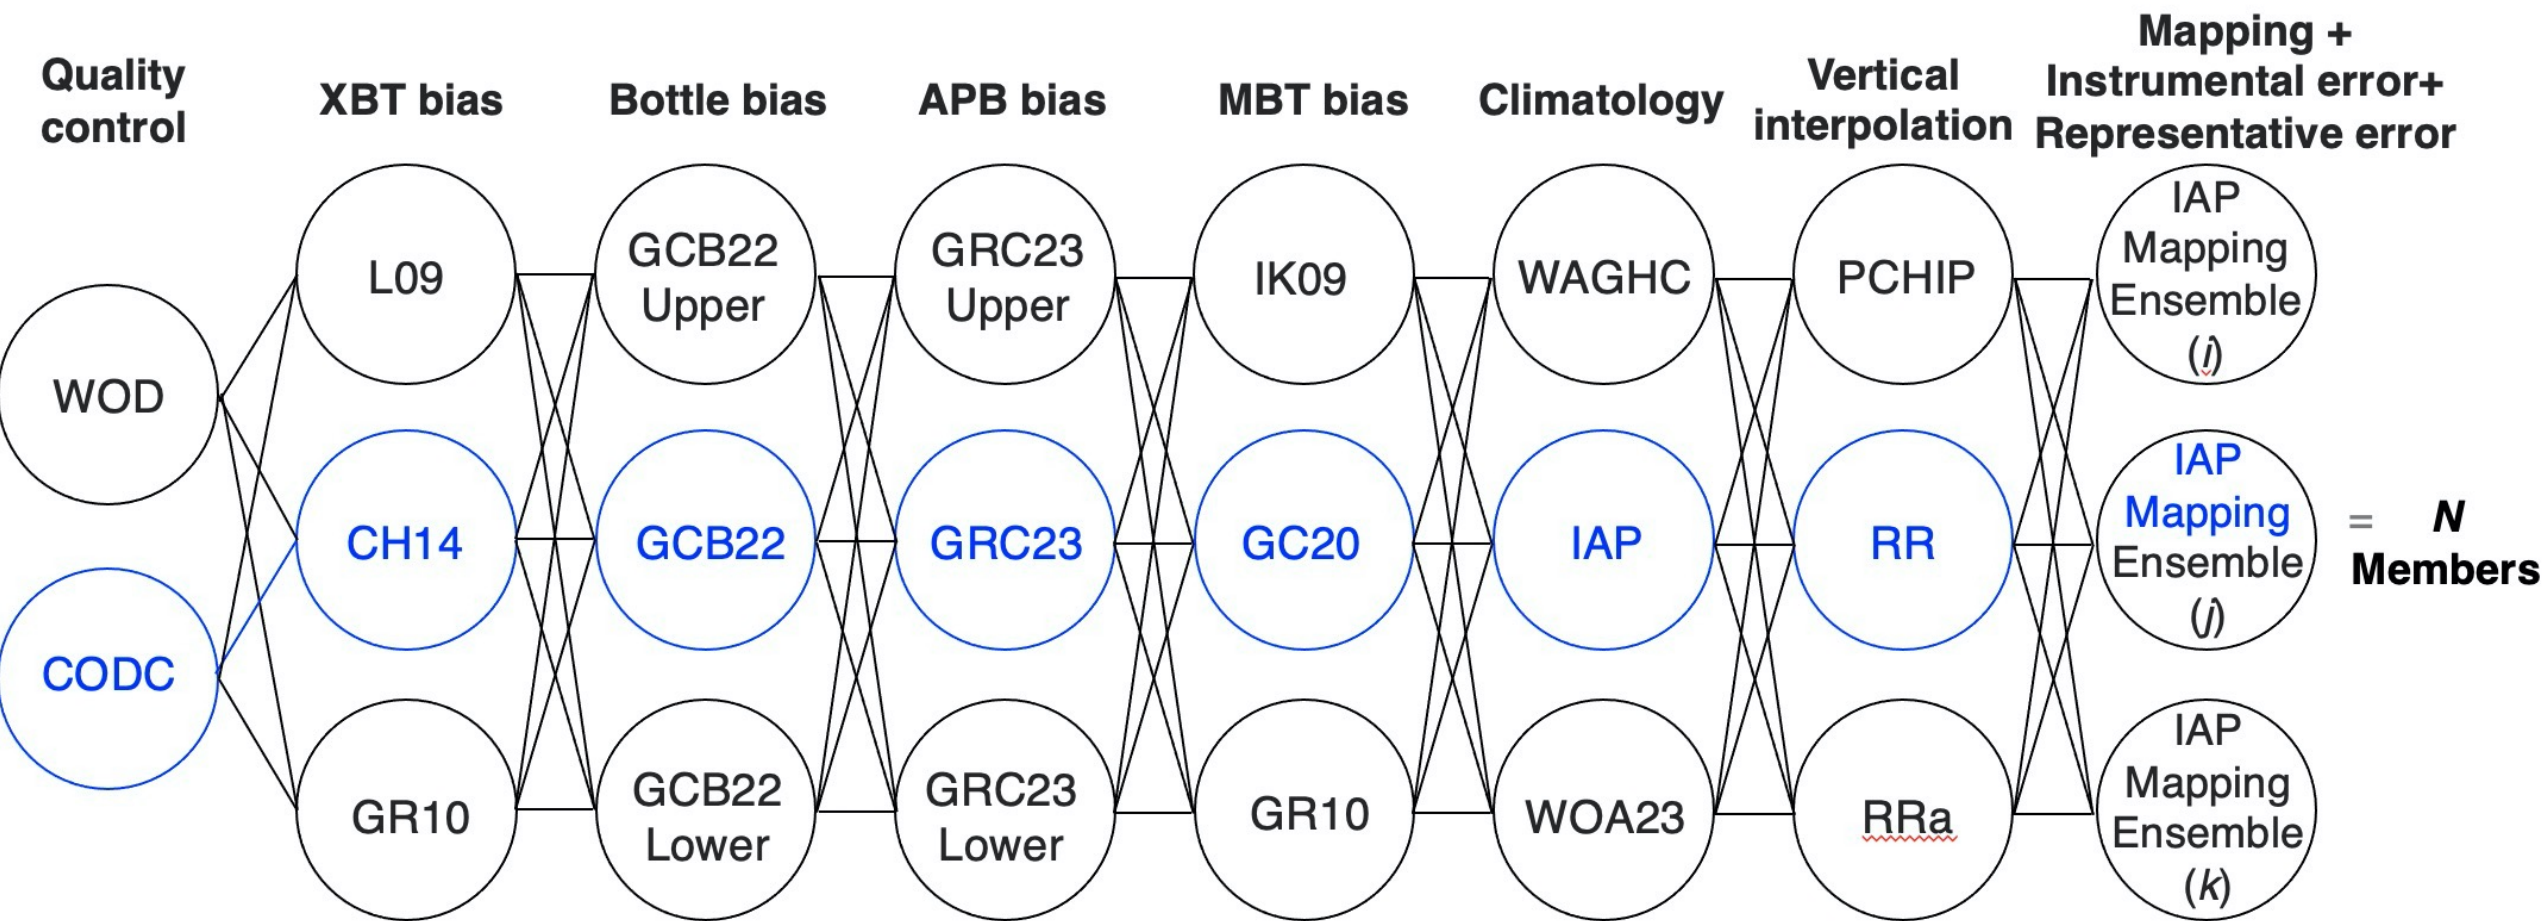 Quality
control
XBT bias
Bottle bias
APB bias
MBT bias
Climatology
Vertical
interpolation
Mapping +
Instrumental error+
Representative error
WOD
CODC
L09
CH14
GR10
GCB22
Upper
GCB22
GCB22
Lower
GRC23
Upper
GRC23
GRC23
Lower
IK09
GC20
GR10
WAGHC
IAP
WOA23
PCHIP
RR
RRa
IAP
Mapping
Ensemble
(i)
IAP
Mapping
Ensemble
(j)
IAP
Mapping
Ensemble
(k)
= N
Members